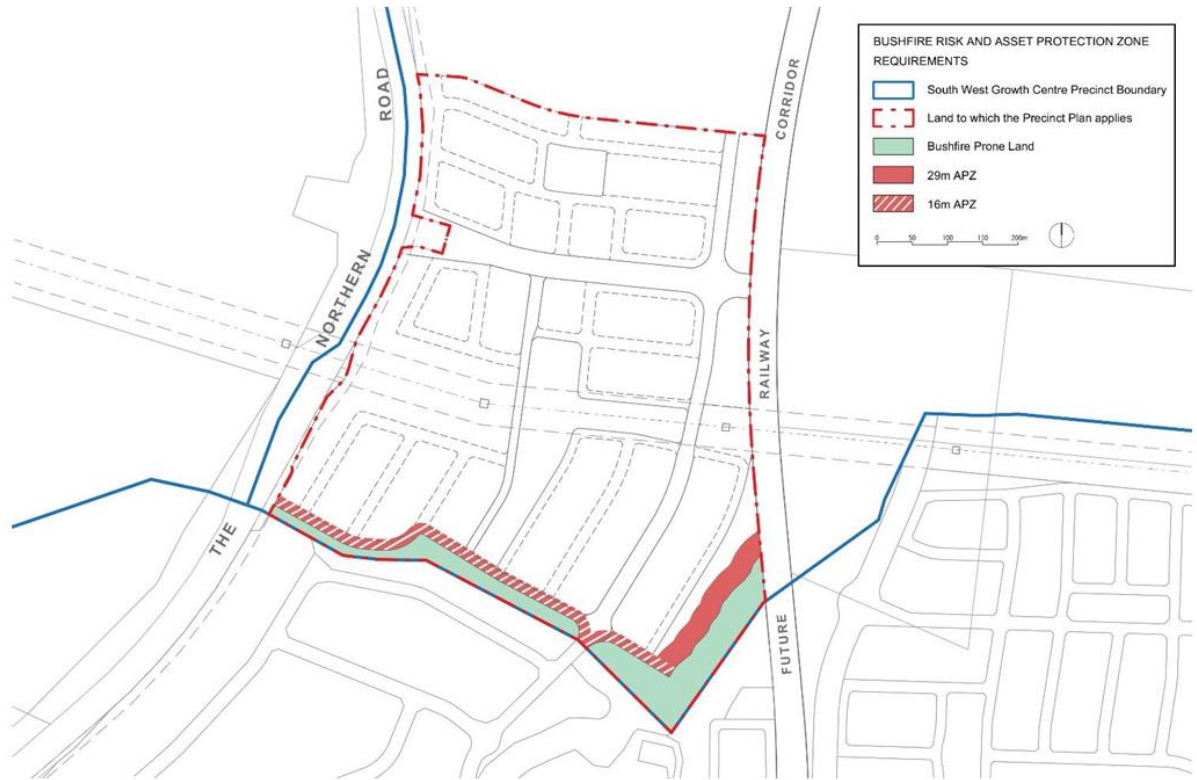 BUSHFIRE RISK AND ASSET PROTECTION ZONE
REQUIREMENTS
South West Growth Centre Precinct Boundary
Land to which the Precinct Plan applies
Bushfire Prone Land
29m APZ
16m APZ
0 50 100 150 200m
THE NORTHERN ROAD
FUTURE RAILWAY CORRIDOR